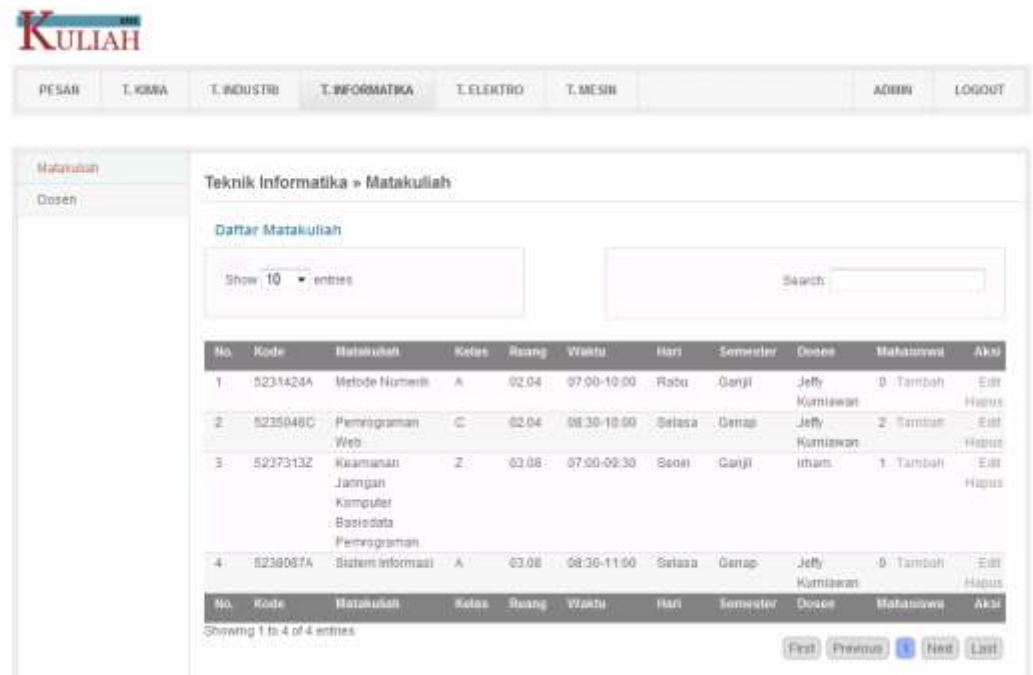 SMS
KULIAH
PESAN T. KIMIA T. INDUSTRI T. INFORMATIKA T. ELEKTRO T. MESIN ADMIN LOGOUT
Matakuliah
Dosen
Teknik Informatika » Matakuliah
Daftar Matakuliah
Show 10 entries Search:
No. Kode Matakuliah Kelas Ruang Waktu Hari Semester Dosen Mahasiswa Aksi
1 5231424A Metode Numerik A 02.04 07:00-10:00 Rabu Ganjil Jeffy 0 Tambah Edit
Kurniawan Hapus
2 5235046C Pemrograman C 02.04 08:30-10:00 Selasa Genap Jeffy 2 Tambah Edit
Web Kurniawan Hapus
3 5237313Z Keamanan Z 03.08 07:00-09:30 Senin Ganjil Irham 1 Tambah Edit
Jaringan Hapus
Komputer
Basisdata
Pemrograman
4 5238067A Sistem Informasi A 03.08 08:30-11:00 Selasa Genap Jeffy 0 Tambah Edit
Kurniawan Hapus
No. Kode Matakuliah Kelas Ruang Waktu Hari Semester Dosen Mahasiswa Aksi
Showing 1 to 4 of 4 entries
First Previous 1 Next Last